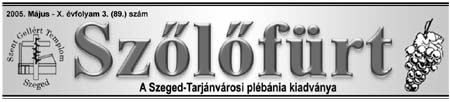 2005. Május - X. évfolyam 3. (89.) szám
Szent Gellért Templom
Szeged
Szőlőfürt
A Szeged-Tarjánvárosi plébánia kiadványa